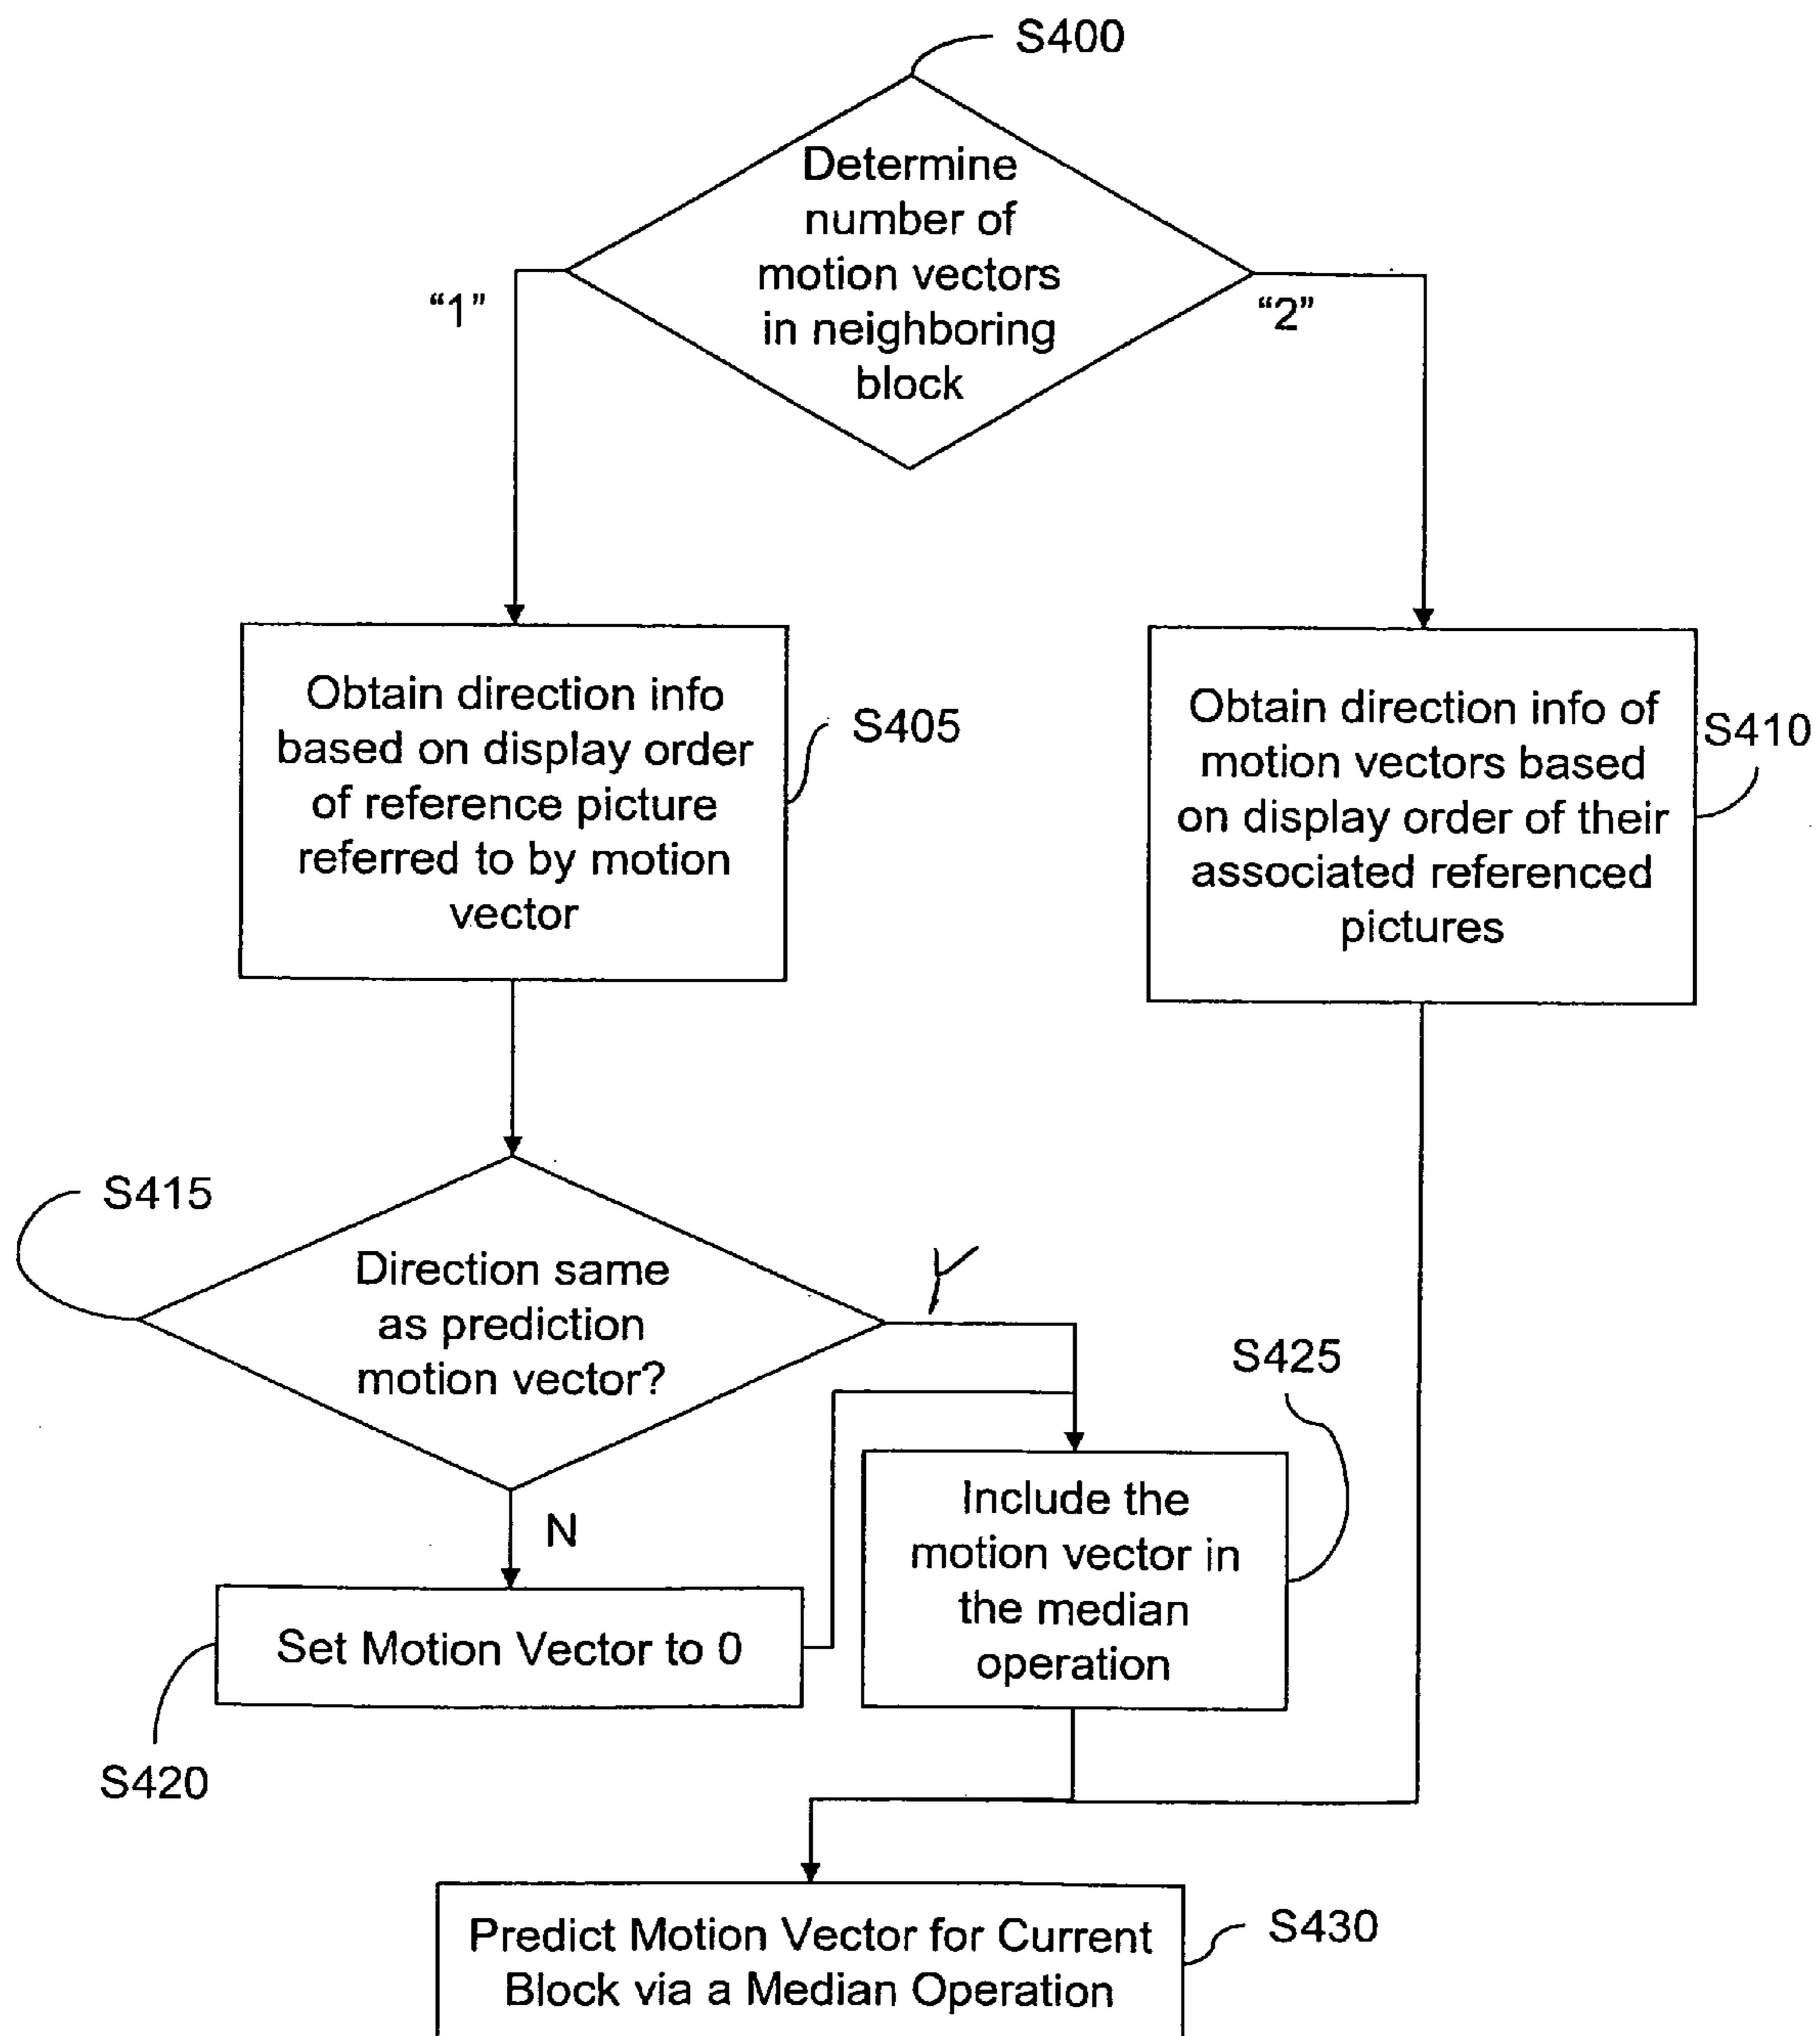 S400
Determine
number of
motion vectors
in neighboring
block
“1”
“2”
Obtain direction info
based on display order
of reference picture
referred to by motion
vector
S405
Obtain direction info of
motion vectors based
on display order of their
associated referenced
pictures
S410
S415
Direction same
as prediction
motion vector?
Y
N
S425
Include the
motion vector in
the median
operation
Set Motion Vector to 0
S420
Predict Motion Vector for Current
Block via a Median Operation
S430